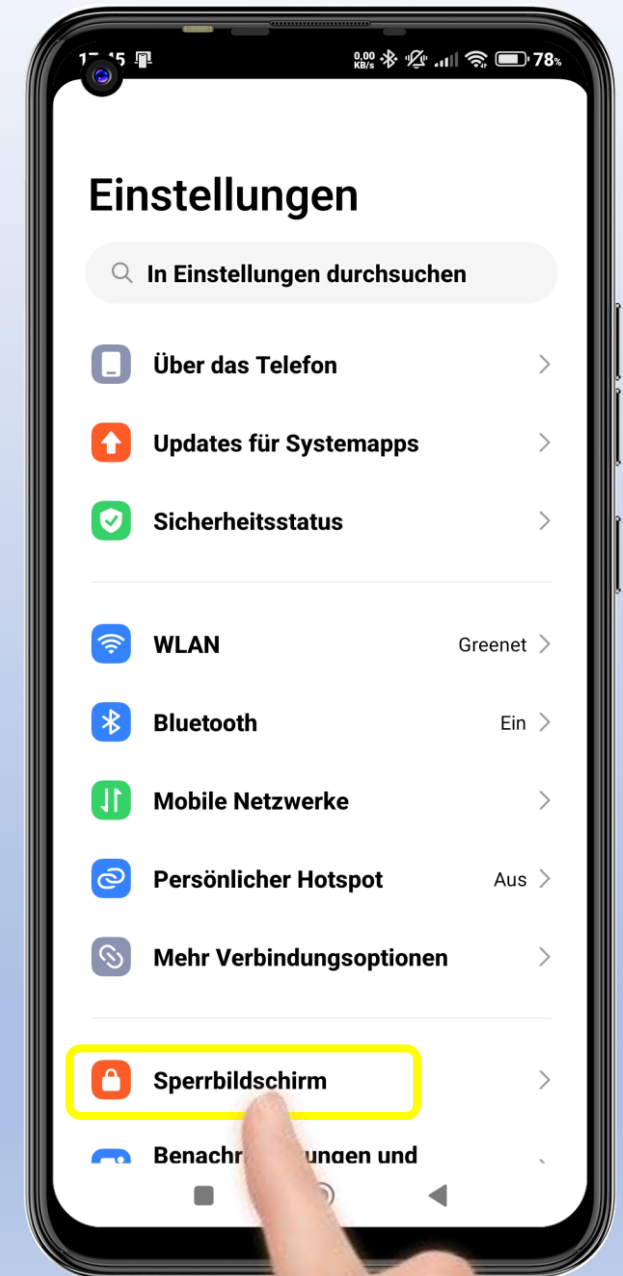 0.00 KB/s 78%
Einstellungen
In Einstellungen durchsuchen
Über das Telefon
Updates für Systemapps
Sicherheitsstatus
WLAN Greenet
Bluetooth Ein
Mobile Netzwerke
Persönlicher Hotspot Aus
Mehr Verbindungsoptionen
Sperrbildschirm
und